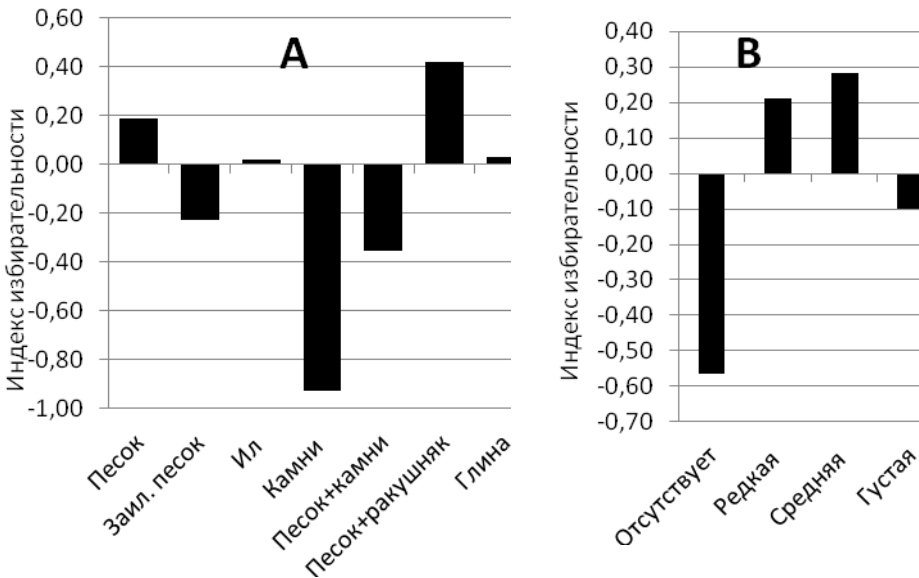 A
Индекс избирательности
0,60
0,40
0,20
0,00
-0,20
-0,40
-0,60
-0,80
-1,00
Песок
Заил. песок
Ил
Камни
Песок+камни
Песок+ракушняк
Глина
B
Индекс избирательности
0,40
0,30
0,20
0,10
0,00
-0,10
-0,20
-0,30
-0,40
-0,50
-0,60
-0,70
Отсутствует
Редкая
Средняя
Густая